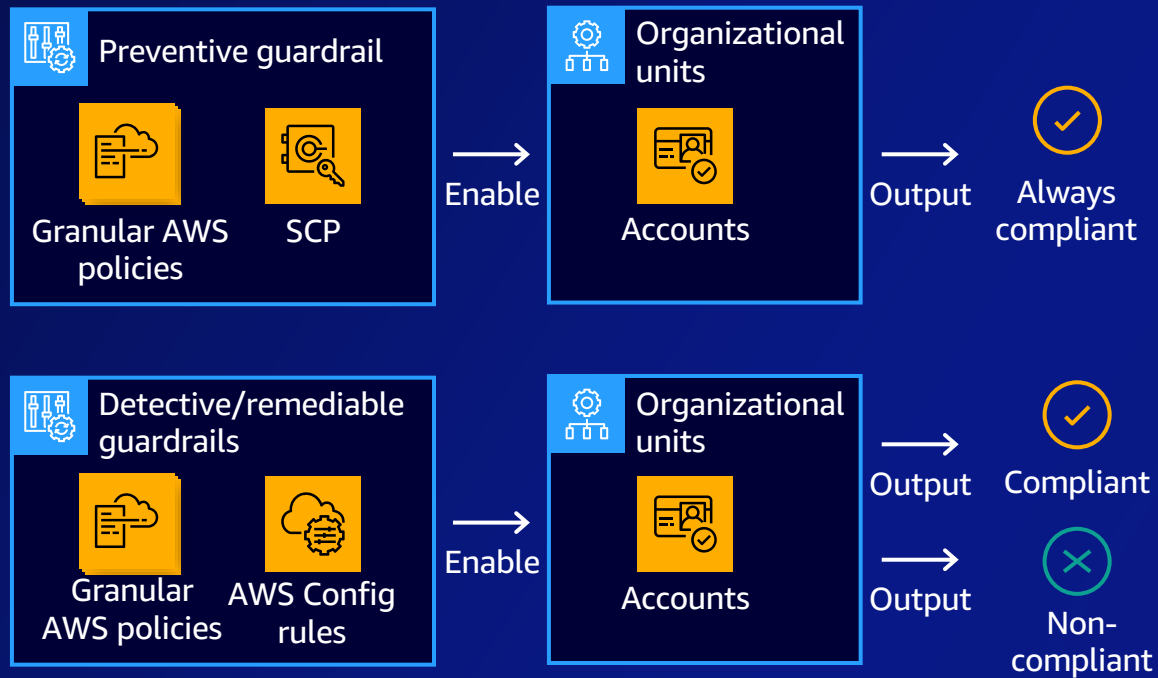 Preventive guardrail
Granular AWS
policies
SCP
Enable
Organizational
units
Accounts
Output
Always
compliant
Detective/remediable
guardrails
Granular
AWS policies
AWS Config
rules
Enable
Organizational
units
Accounts
Output
Compliant
Output
Non-
compliant